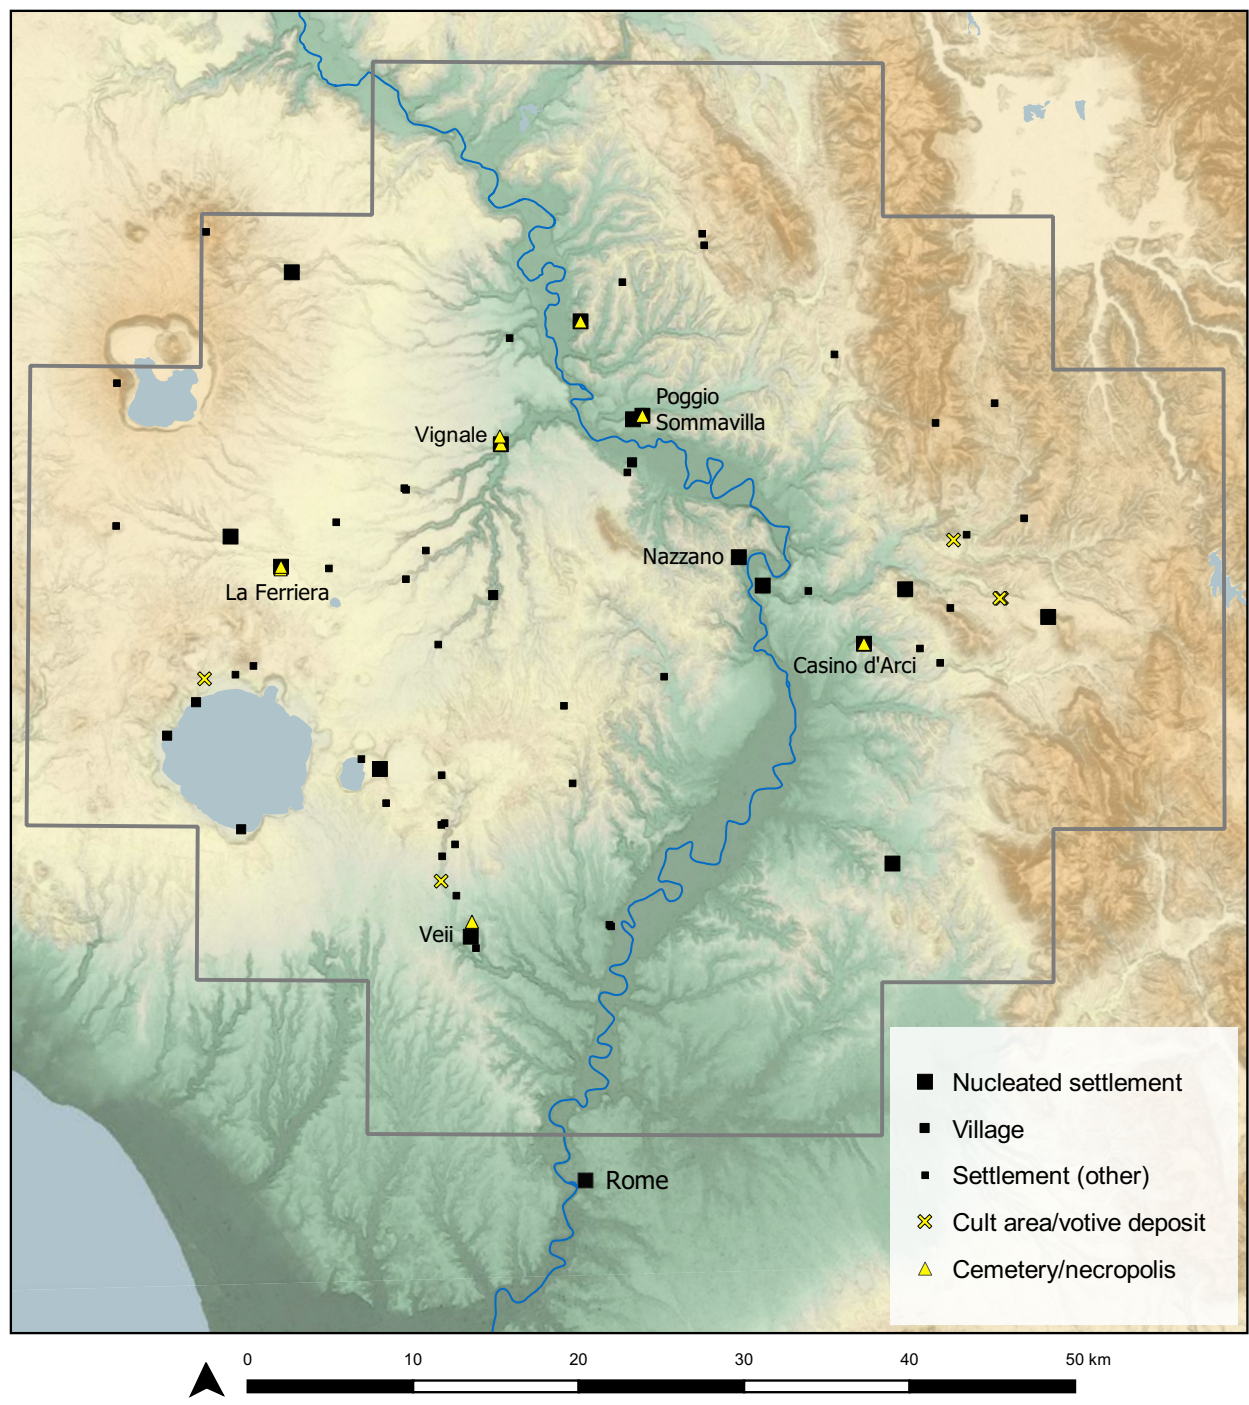 Poggio
Sommavilla
Vignale
Nazzano
La Ferriera
Casino d'Arci
Veii
Rome
Nucleated settlement
Village
Settlement (other)
Cult area/votive deposit
Cemetery/necropolis
0 10 20 30 40 50 km